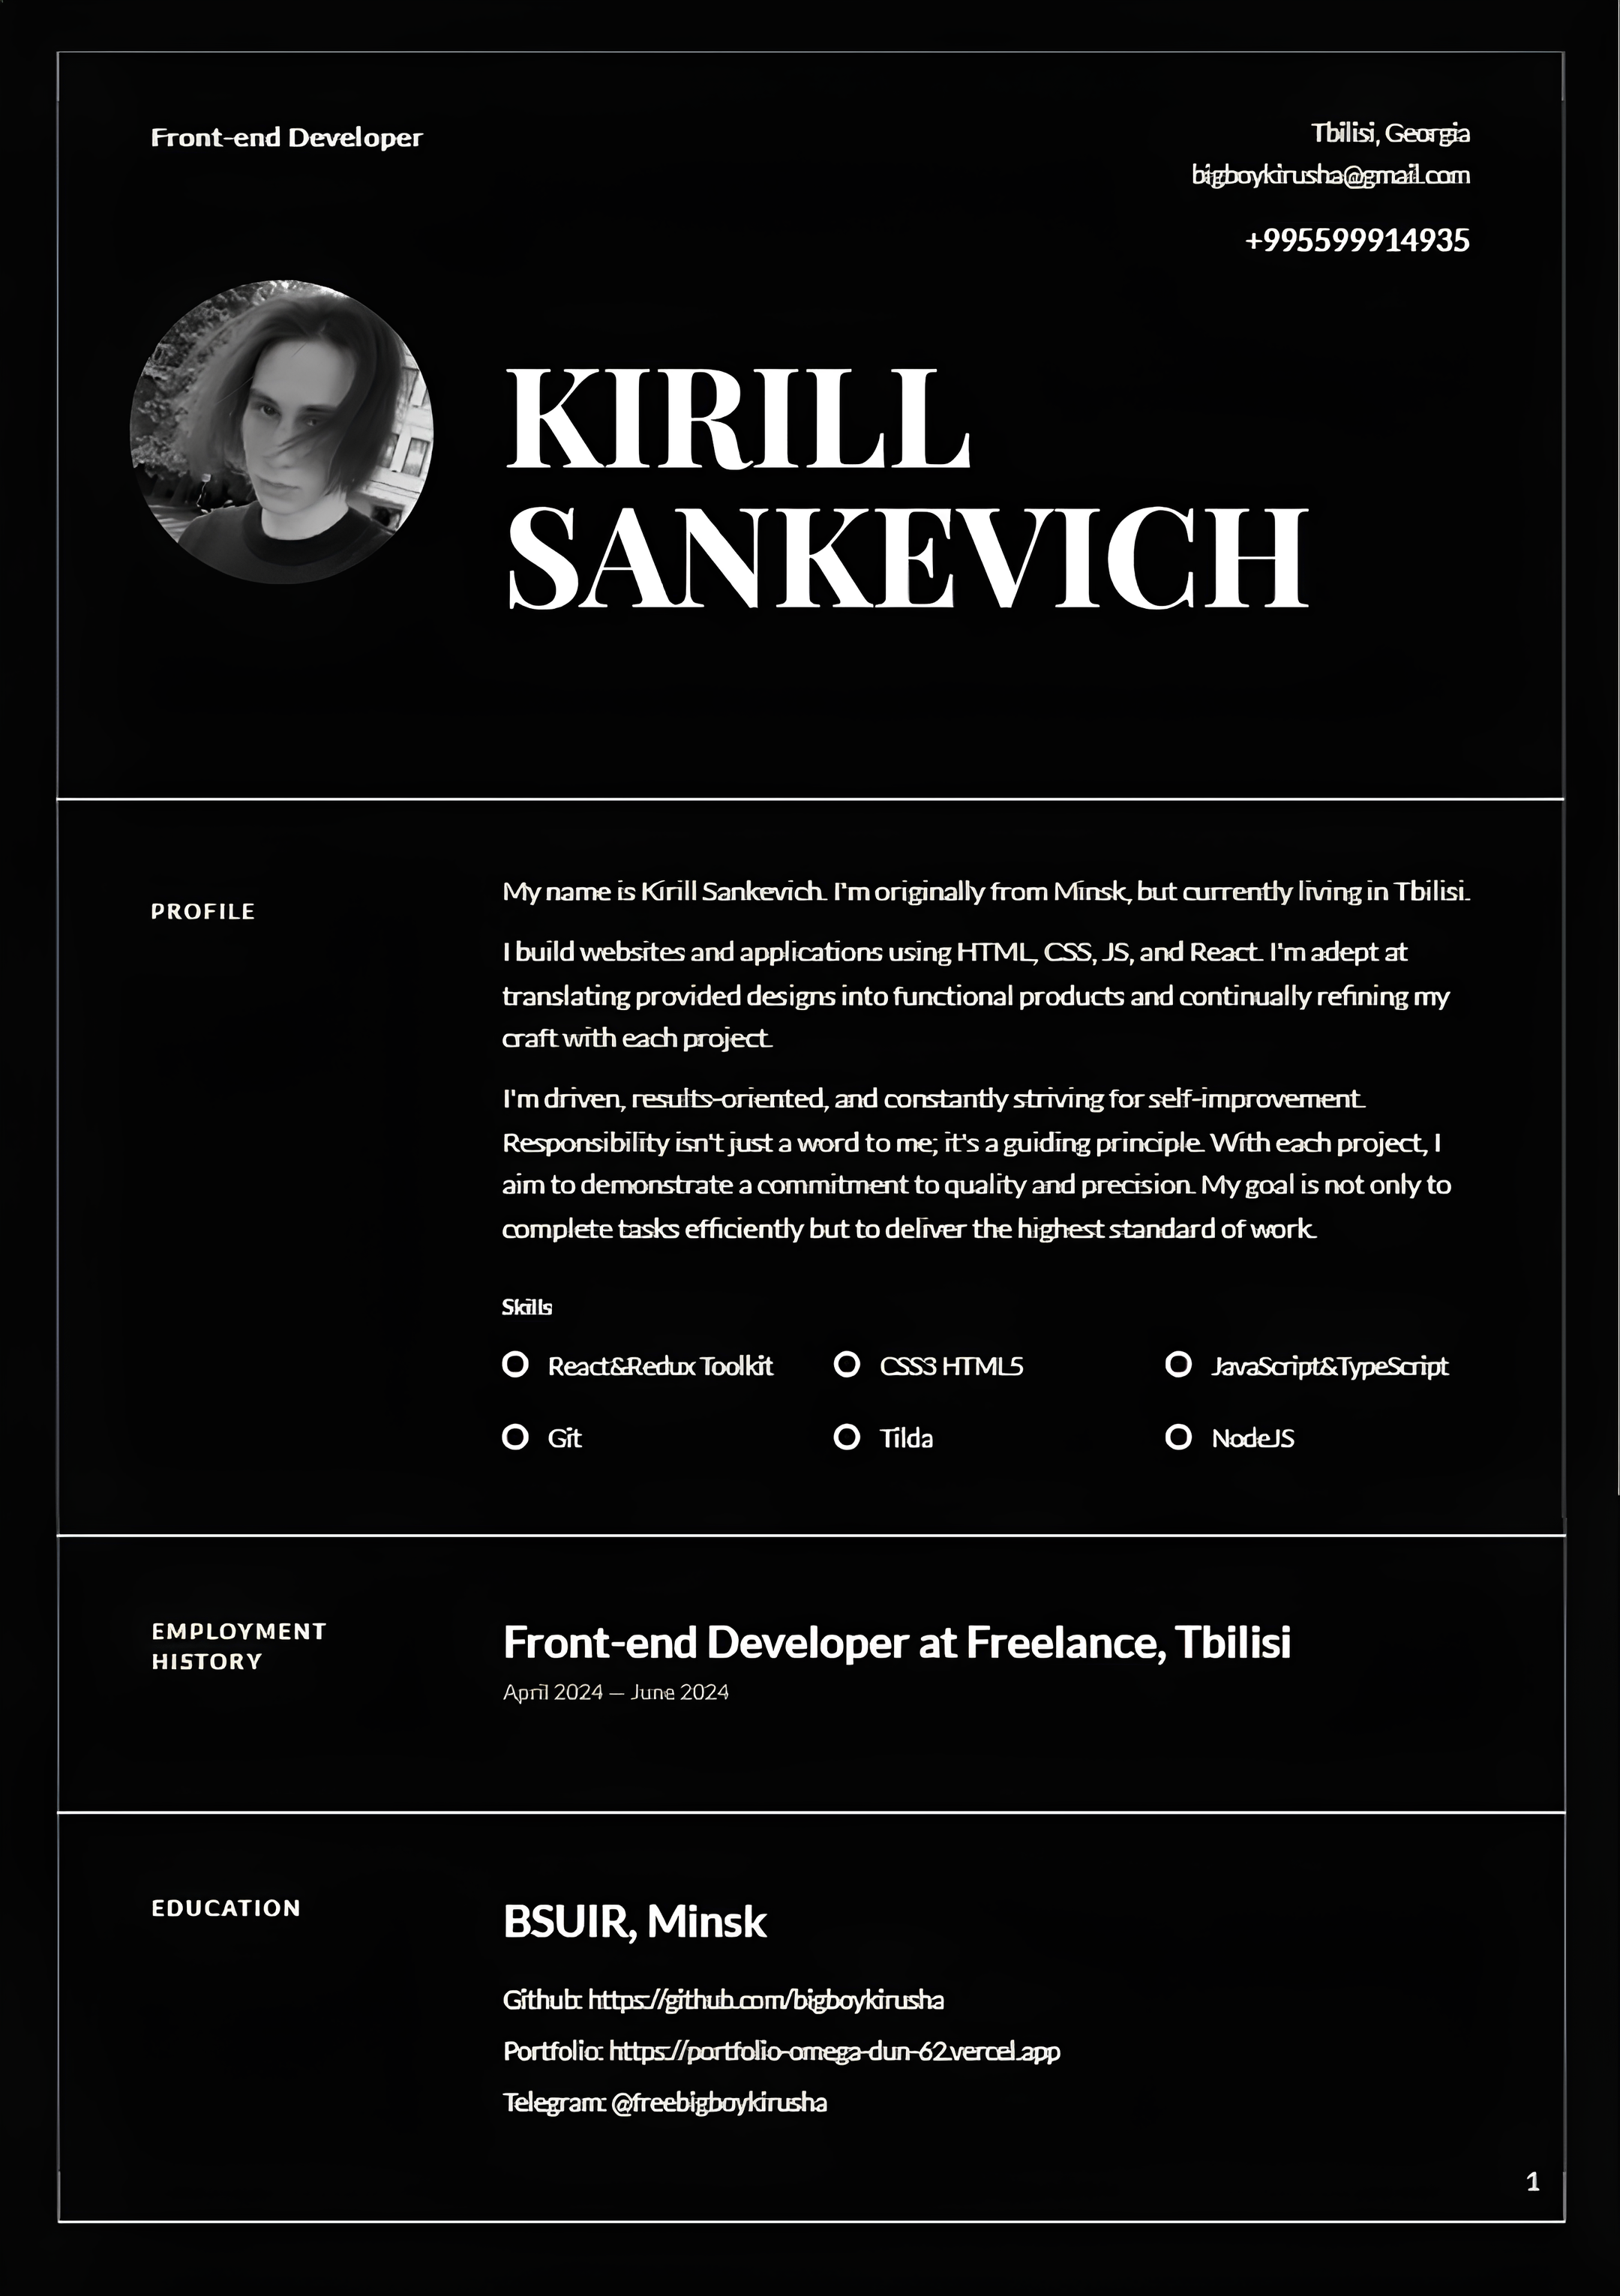 Front-end Developer
Tbilisi, Georgia
bigboykirusha@gmail.com
+995599914935
KIRILL
SANKEVICH
PROFILE
My name is Kirill Sankevich. I'm originally from Minsk, but currently living in Tbilisi.
I build websites and applications using HTML, CSS, JS, and React. I'm adept at
translating provided designs into functional products and continually refining my
craft with each project.
I'm driven, results-oriented, and constantly striving for self-improvement.
Responsibility isn't just a word to me; it's a guiding principle. With each project, I
aim to demonstrate a commitment to quality and precision. My goal is not only to
complete tasks efficiently but to deliver the highest standard of work.
Skills
React&Redux Toolkit
CSS3 HTML5
JavaScript&TypeScript
Git
Tilda
NodeJS
EMPLOYMENT
HISTORY
Front-end Developer at Freelance, Tbilisi
April 2024 — June 2024
EDUCATION
BSUIR, Minsk
Github: https://github.com/bigboykirusha
Portfolio: https://portfolio-omega-dun-62.vercel.app
Telegram: @freebigboykirusha
1